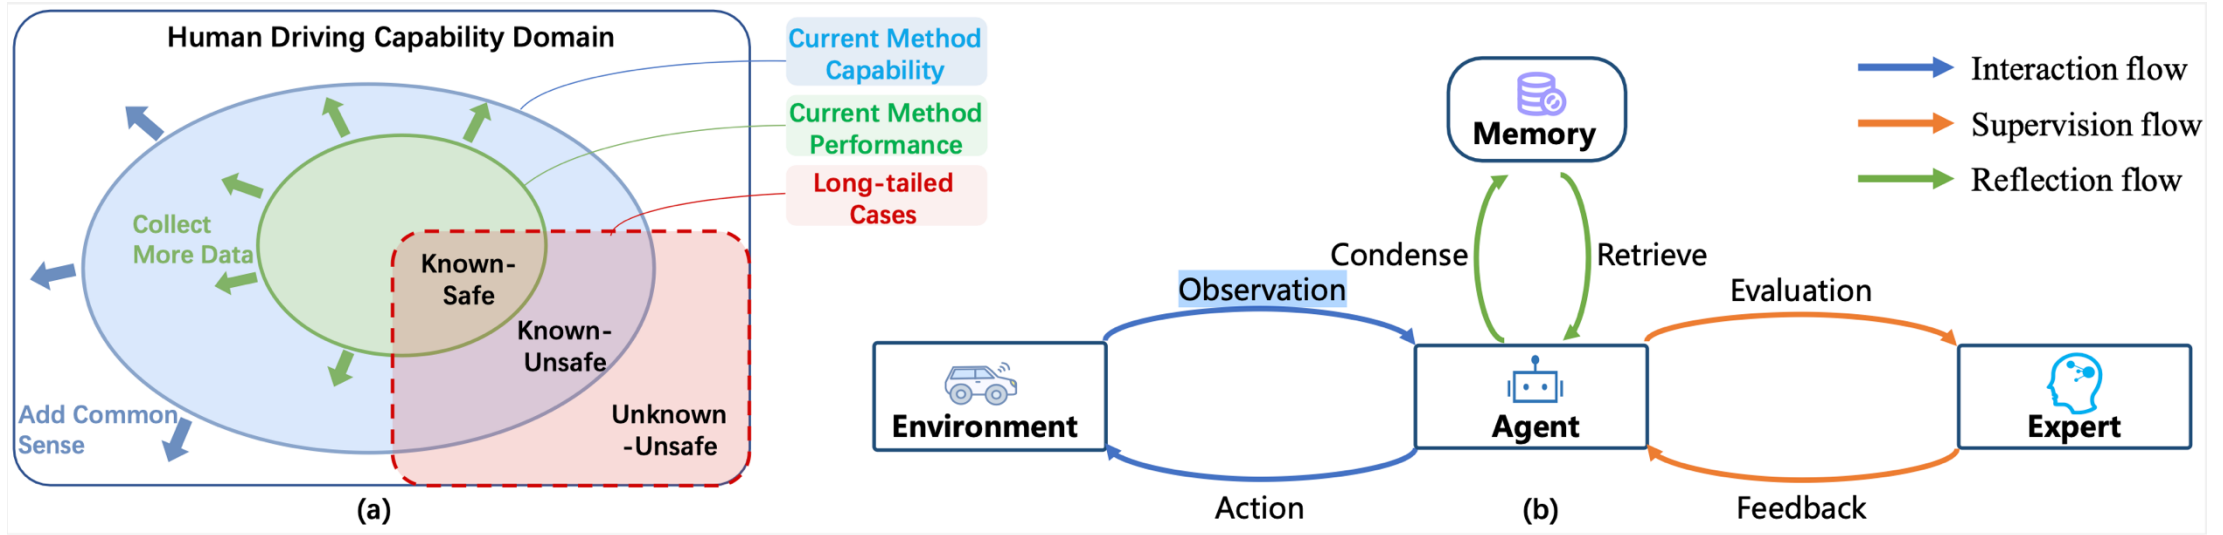 Human Driving Capability Domain
Current Method
Capability
Current Method
Performance
Long-tailed
Cases
Collect
More Data
Known-
Safe
Known-
Unsafe
Unknown
-Unsafe
Add Common
Sense
(a)
Memory
Interaction flow
Supervision flow
Reflection flow
Condense
Retrieve
Observation
Evaluation
Environment
Agent
Expert
Action
Feedback
(b)